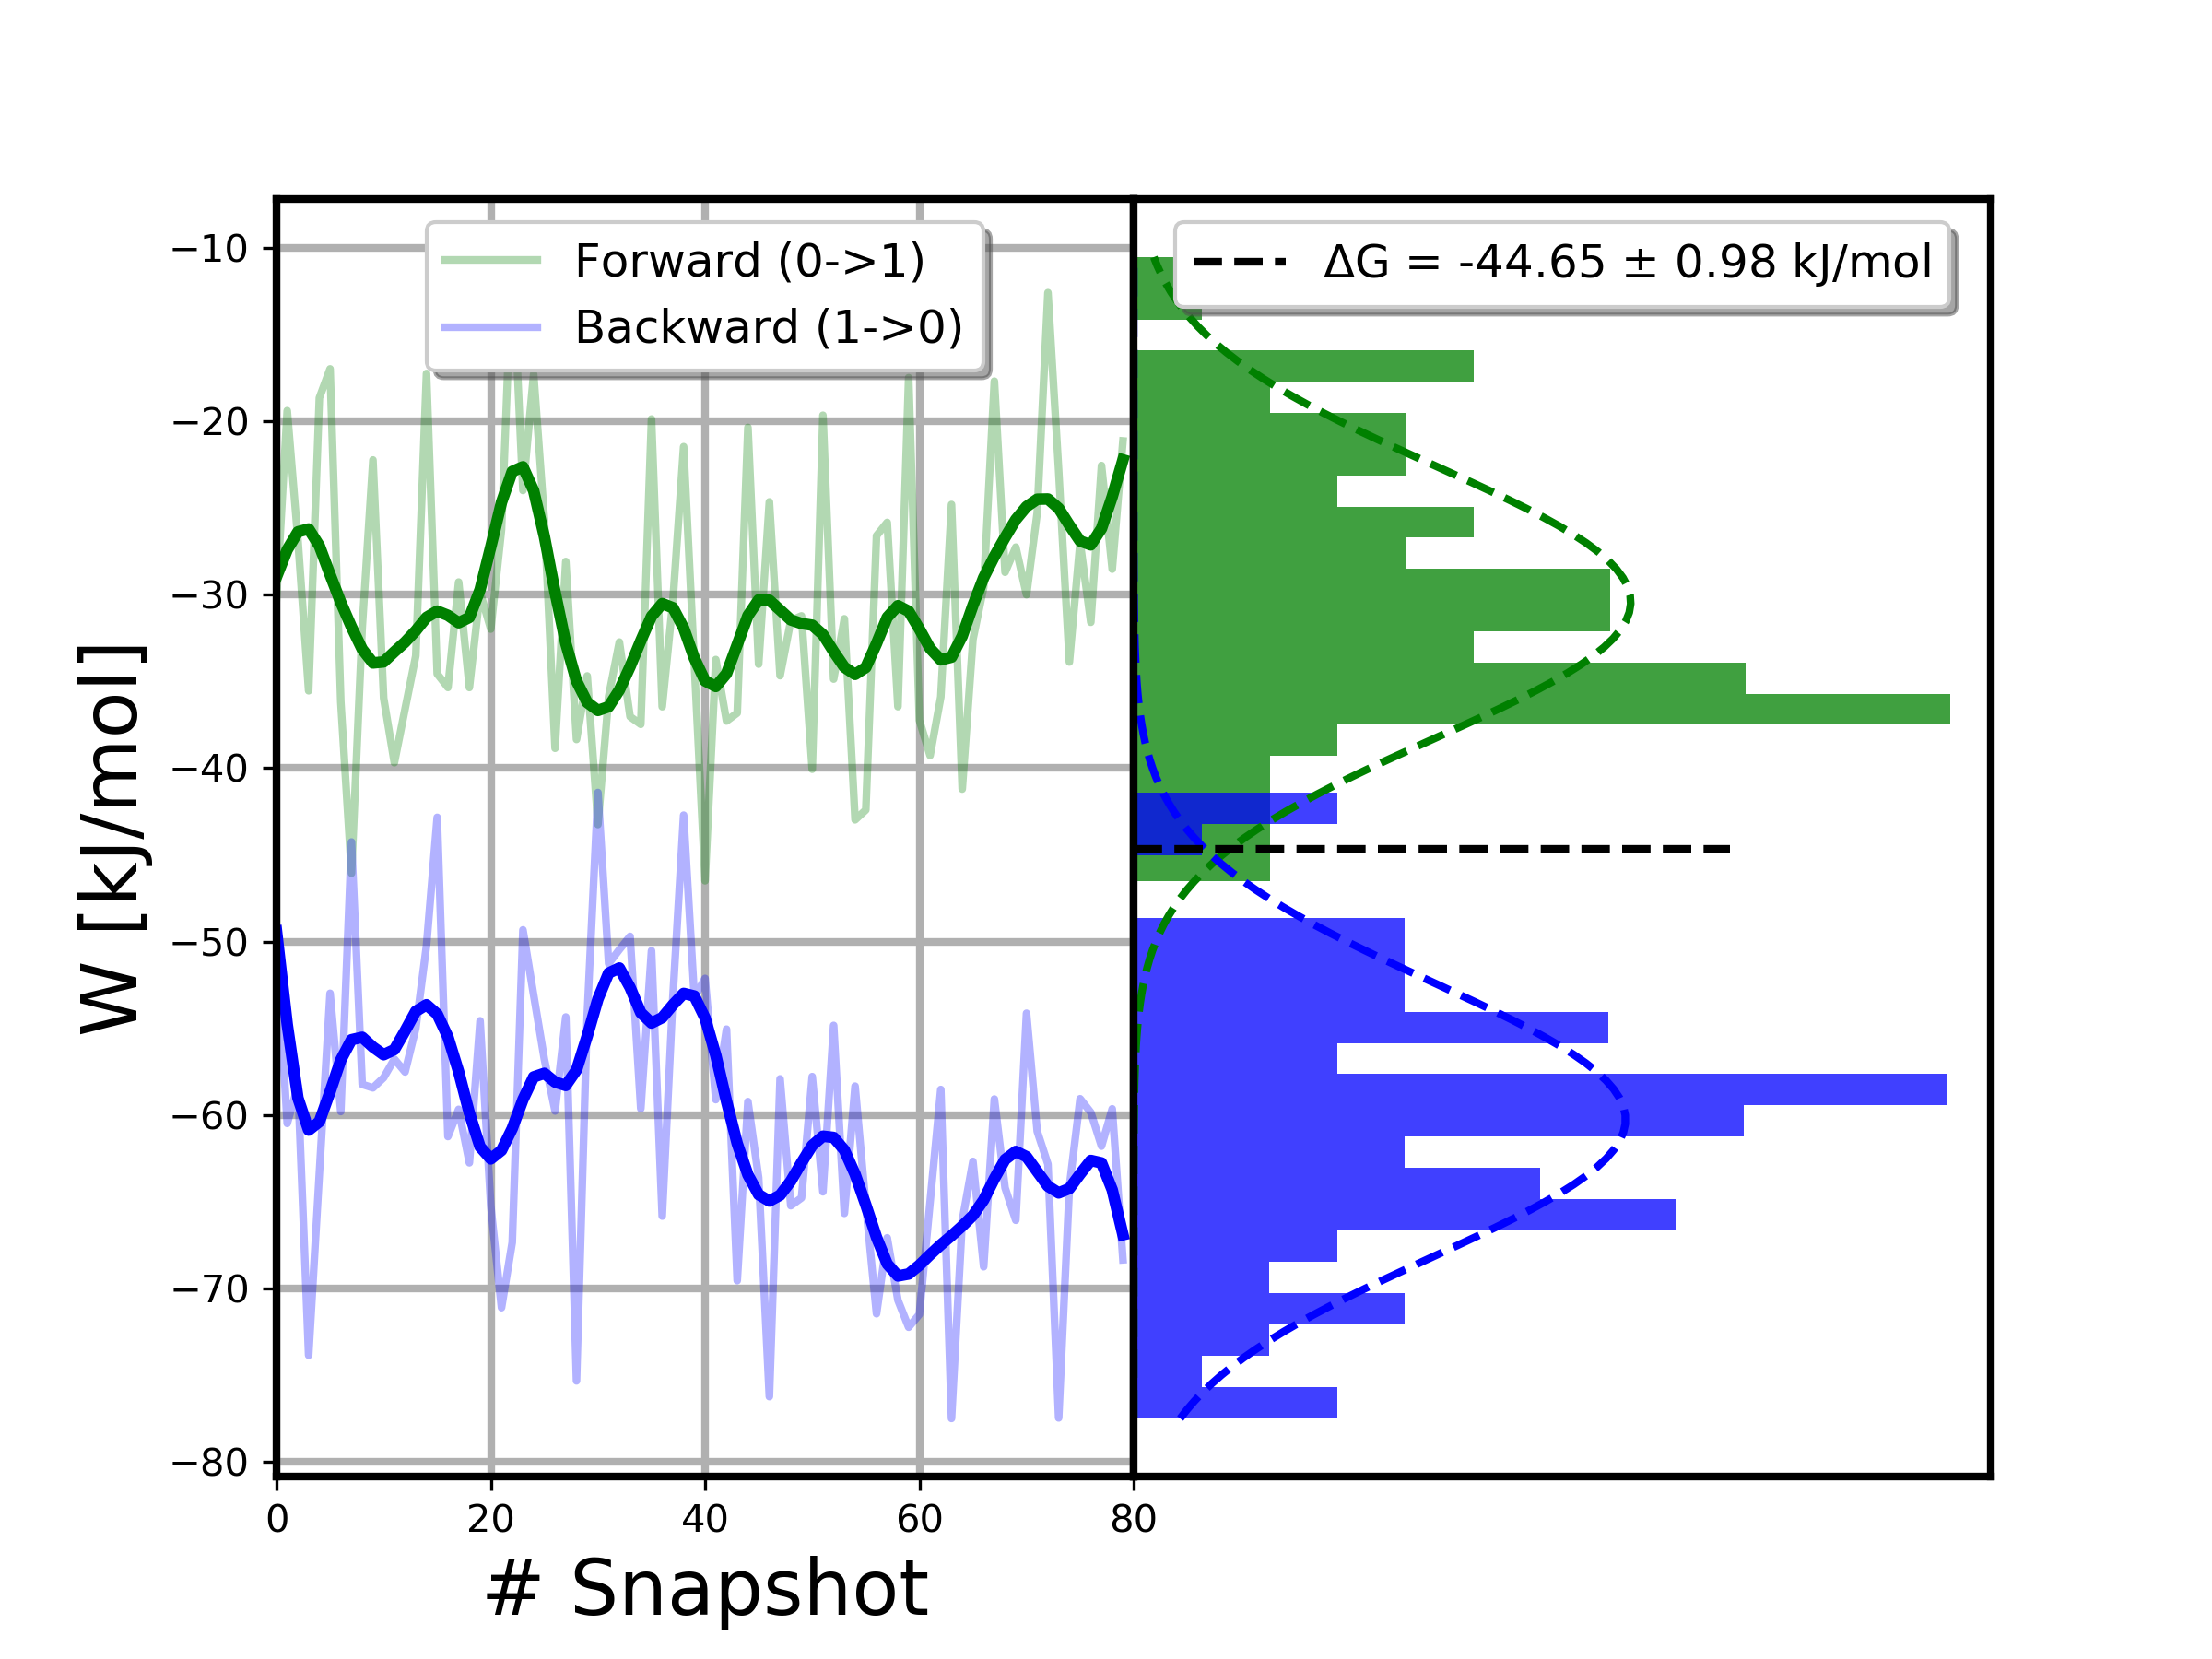 Forward (0->1)
Backward (1->0)
ΔG = -44.65 ± 0.98 kJ/mol
W [kJ/mol]
−10
−20
−30
−40
−50
−60
−70
−80
0 20 40 60 80
# Snapshot